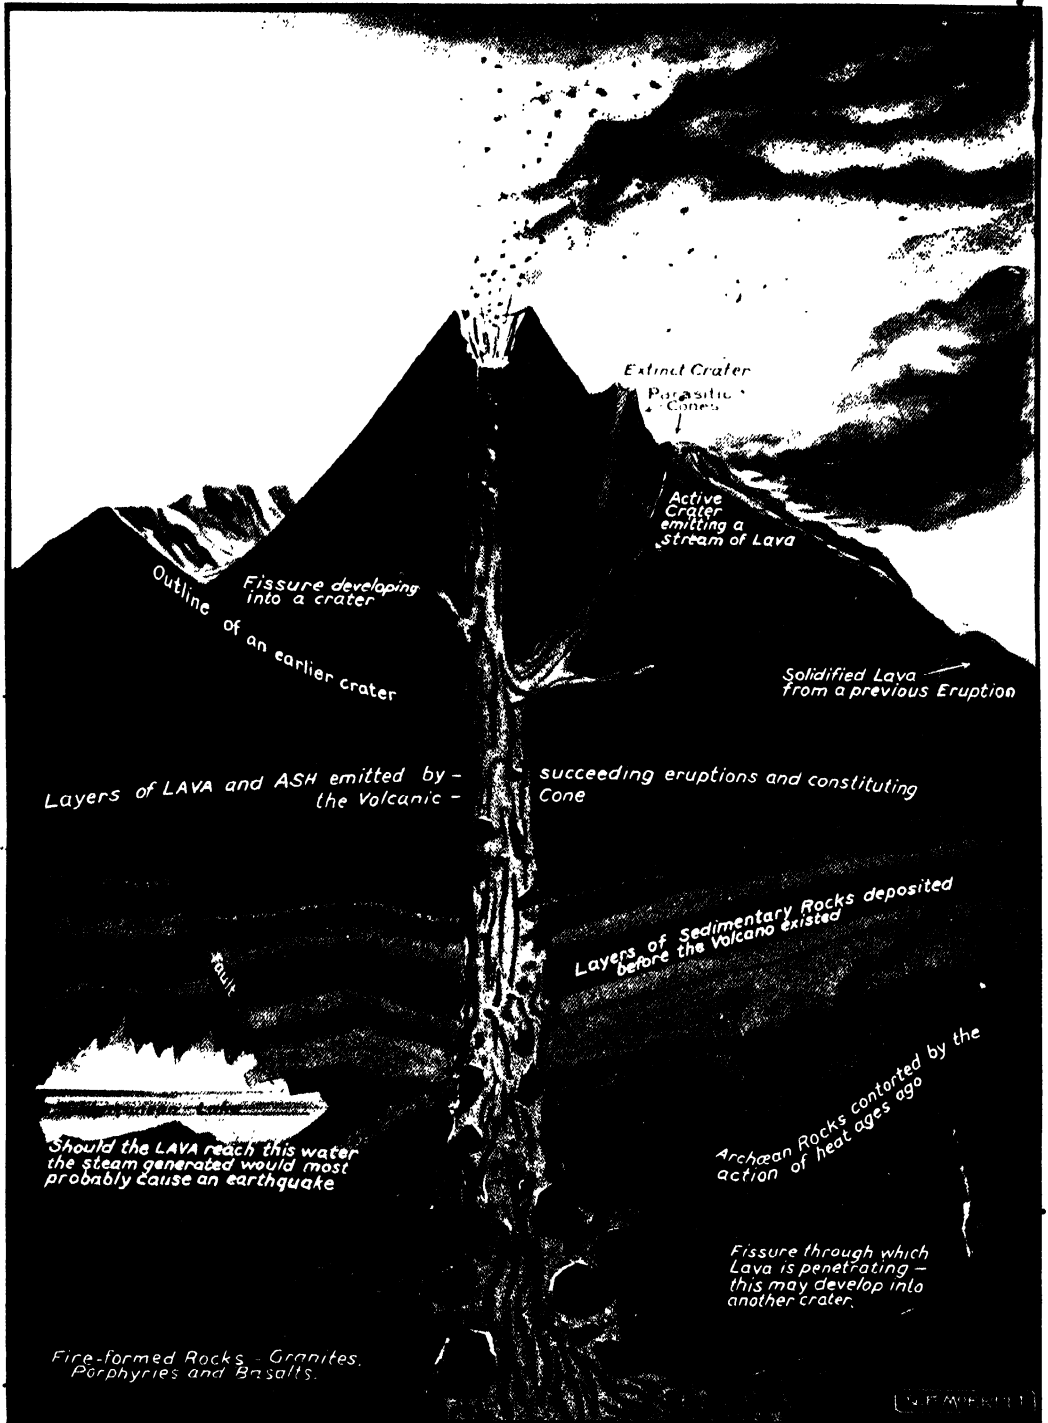 Extinct Crater
Parasitic
Cones
Active
Crater
emitting a
stream of Lava
Outline of an earlier crater
Fissure developing
into a crater
Solidified Lava
from a previous Eruption
Layers of LAVA and ASH emitted by – succeeding eruptions and constituting
the Volcanic – Cone
Layers of Sedimentary Rocks deposited
before the Volcano existed
fault
Lake
Should the LAVA reach this water
the steam generated would most
probably cause an earthquake
Archœan Rocks contorted by the
action of heat ages ago
Fissure through which
Lava is penetrating –
this may develop into
another crater.
Fire-formed Rocks - Granites,
Porphyries and Basalts.